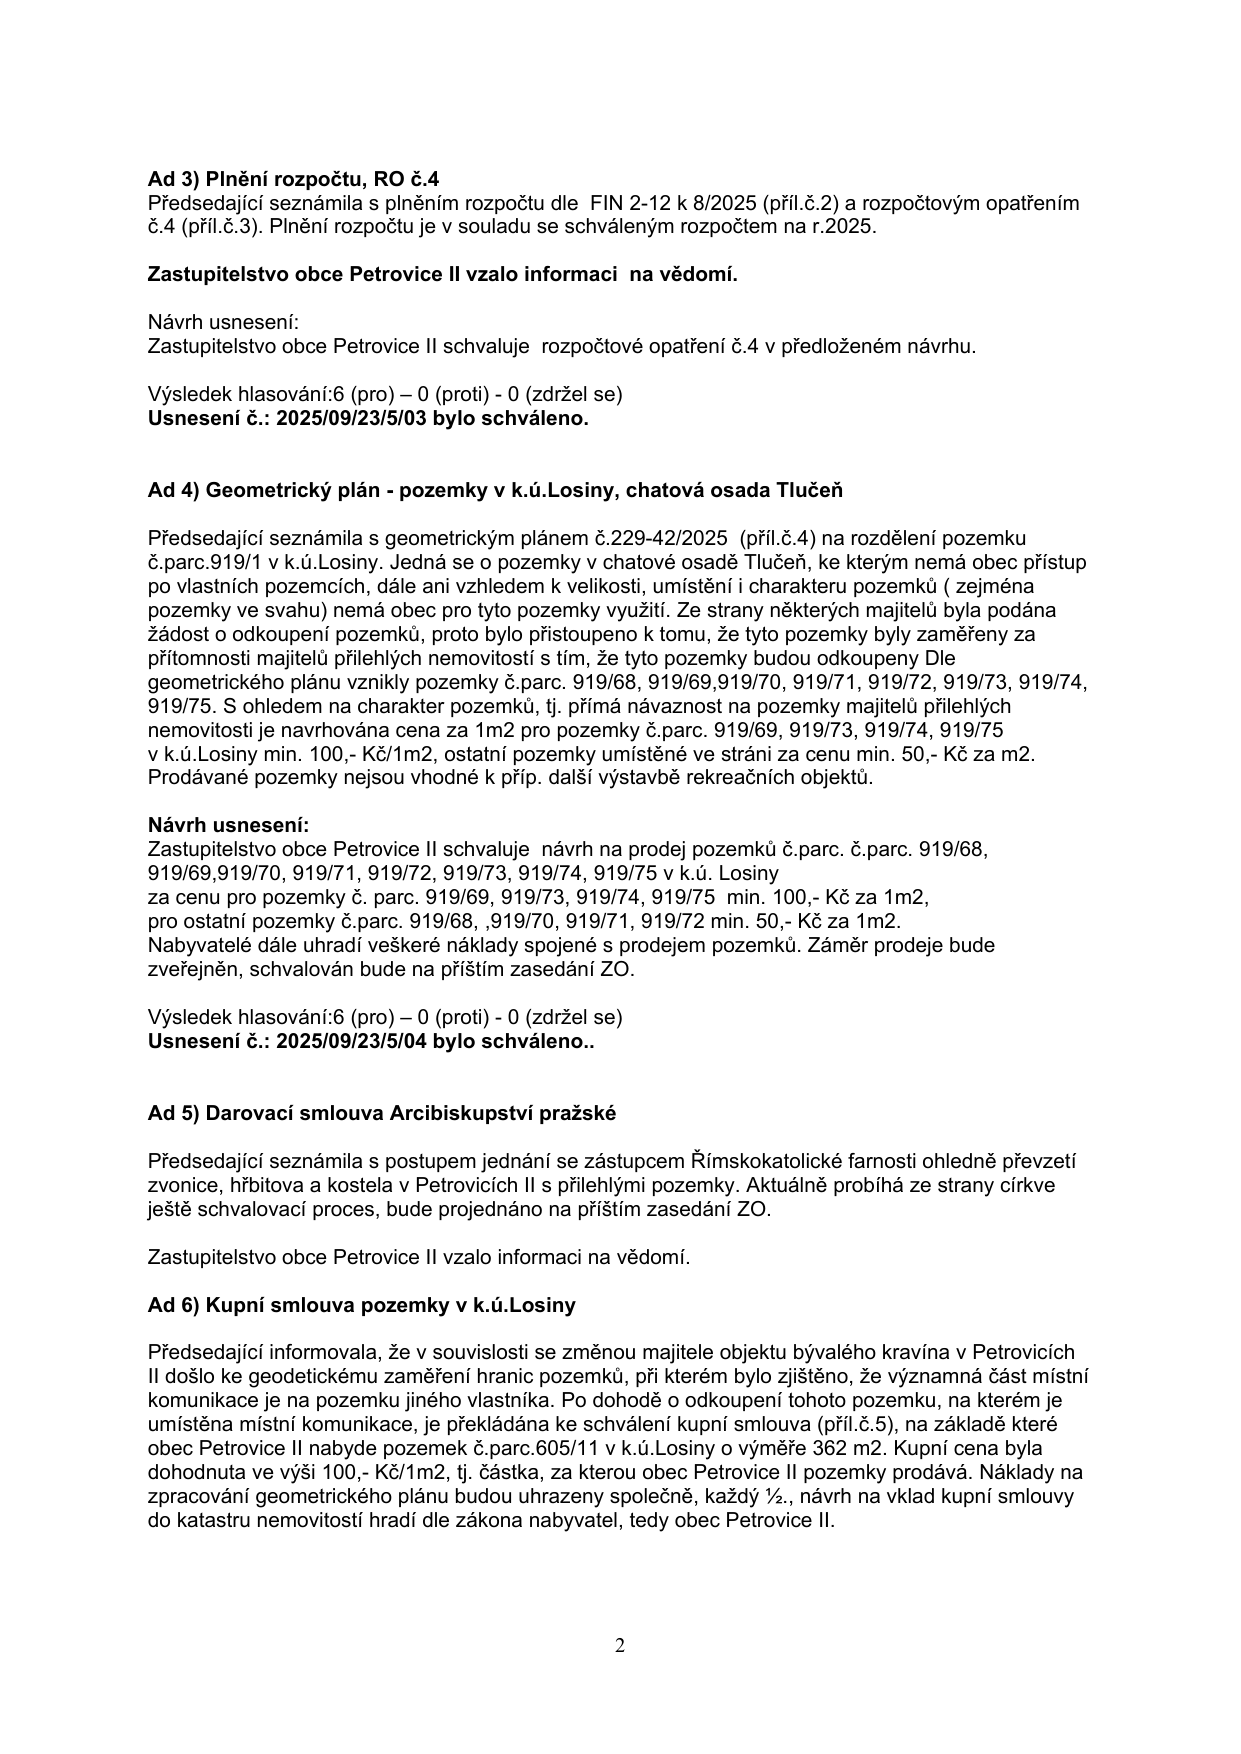 Ad 3) Plnění rozpočtu, RO č.4
Předsedající seznámila s plněním rozpočtu dle  FIN 2-12 k 8/2025 (příl.č.2) a rozpočtovým opatřením
č.4 (příl.č.3). Plnění rozpočtu je v souladu se schváleným rozpočtem na r.2025.
Zastupitelstvo obce Petrovice II vzalo informaci  na vědomí.
Návrh usnesení:
Zastupitelstvo obce Petrovice II schvaluje  rozpočtové opatření č.4 v předloženém návrhu.
Výsledek hlasování:6 (pro) – 0 (proti) - 0 (zdržel se)
Usnesení č.: 2025/09/23/5/03 bylo schváleno.
Ad 4) Geometrický plán - pozemky v k.ú.Losiny, chatová osada Tlučeň
Předsedající seznámila s geometrickým plánem č.229-42/2025  (příl.č.4) na rozdělení pozemku
č.parc.919/1 v k.ú.Losiny. Jedná se o pozemky v chatové osadě Tlučeň, ke kterým nemá obec přístup
po vlastních pozemcích, dále ani vzhledem k velikosti, umístění i charakteru pozemků ( zejména
pozemky ve svahu) nemá obec pro tyto pozemky využití. Ze strany některých majitelů byla podána
žádost o odkoupení pozemků, proto bylo přistoupeno k tomu, že tyto pozemky byly zaměřeny za
přítomnosti majitelů přilehlých nemovitostí s tím, že tyto pozemky budou odkoupeny Dle
geometrického plánu vznikly pozemky č.parc. 919/68, 919/69,919/70, 919/71, 919/72, 919/73, 919/74,
919/75. S ohledem na charakter pozemků, tj. přímá návaznost na pozemky majitelů přilehlých
nemovitosti je navrhována cena za 1m2 pro pozemky č.parc. 919/69, 919/73, 919/74, 919/75
v k.ú.Losiny min. 100,- Kč/1m2, ostatní pozemky umístěné ve stráni za cenu min. 50,- Kč za m2.
Prodávané pozemky nejsou vhodné k příp. další výstavbě rekreačních objektů.
Návrh usnesení:
Zastupitelstvo obce Petrovice II schvaluje  návrh na prodej pozemků č.parc. č.parc. 919/68,
919/69,919/70, 919/71, 919/72, 919/73, 919/74, 919/75 v k.ú. Losiny
za cenu pro pozemky č. parc. 919/69, 919/73, 919/74, 919/75  min. 100,- Kč za 1m2,
pro ostatní pozemky č.parc. 919/68, ,919/70, 919/71, 919/72 min. 50,- Kč za 1m2.
Nabyvatelé dále uhradí veškeré náklady spojené s prodejem pozemků. Záměr prodeje bude
zveřejněn, schvalován bude na příštím zasedání ZO.
Výsledek hlasování:6 (pro) – 0 (proti) - 0 (zdržel se)
Usnesení č.: 2025/09/23/5/04 bylo schváleno..
Ad 5) Darovací smlouva Arcibiskupství pražské
Předsedající seznámila s postupem jednání se zástupcem Římskokatolické farnosti ohledně převzetí
zvonice, hřbitova a kostela v Petrovicích II s přilehlými pozemky. Aktuálně probíhá ze strany církve
ještě schvalovací proces, bude projednáno na příštím zasedání ZO.
Zastupitelstvo obce Petrovice II vzalo informaci na vědomí.
Ad 6) Kupní smlouva pozemky v k.ú.Losiny
Předsedající informovala, že v souvislosti se změnou majitele objektu bývalého kravína v Petrovicích
II došlo ke geodetickému zaměření hranic pozemků, při kterém bylo zjištěno, že významná část místní
komunikace je na pozemku jiného vlastníka. Po dohodě o odkoupení tohoto pozemku, na kterém je
umístěna místní komunikace, je překládána ke schválení kupní smlouva (příl.č.5), na základě které
obec Petrovice II nabyde pozemek č.parc.605/11 v k.ú.Losiny o výměře 362 m2. Kupní cena byla
dohodnuta ve výši 100,- Kč/1m2, tj. částka, za kterou obec Petrovice II pozemky prodává. Náklady na
zpracování geometrického plánu budou uhrazeny společně, každý ½., návrh na vklad kupní smlouvy
do katastru nemovitostí hradí dle zákona nabyvatel, tedy obec Petrovice II.
2